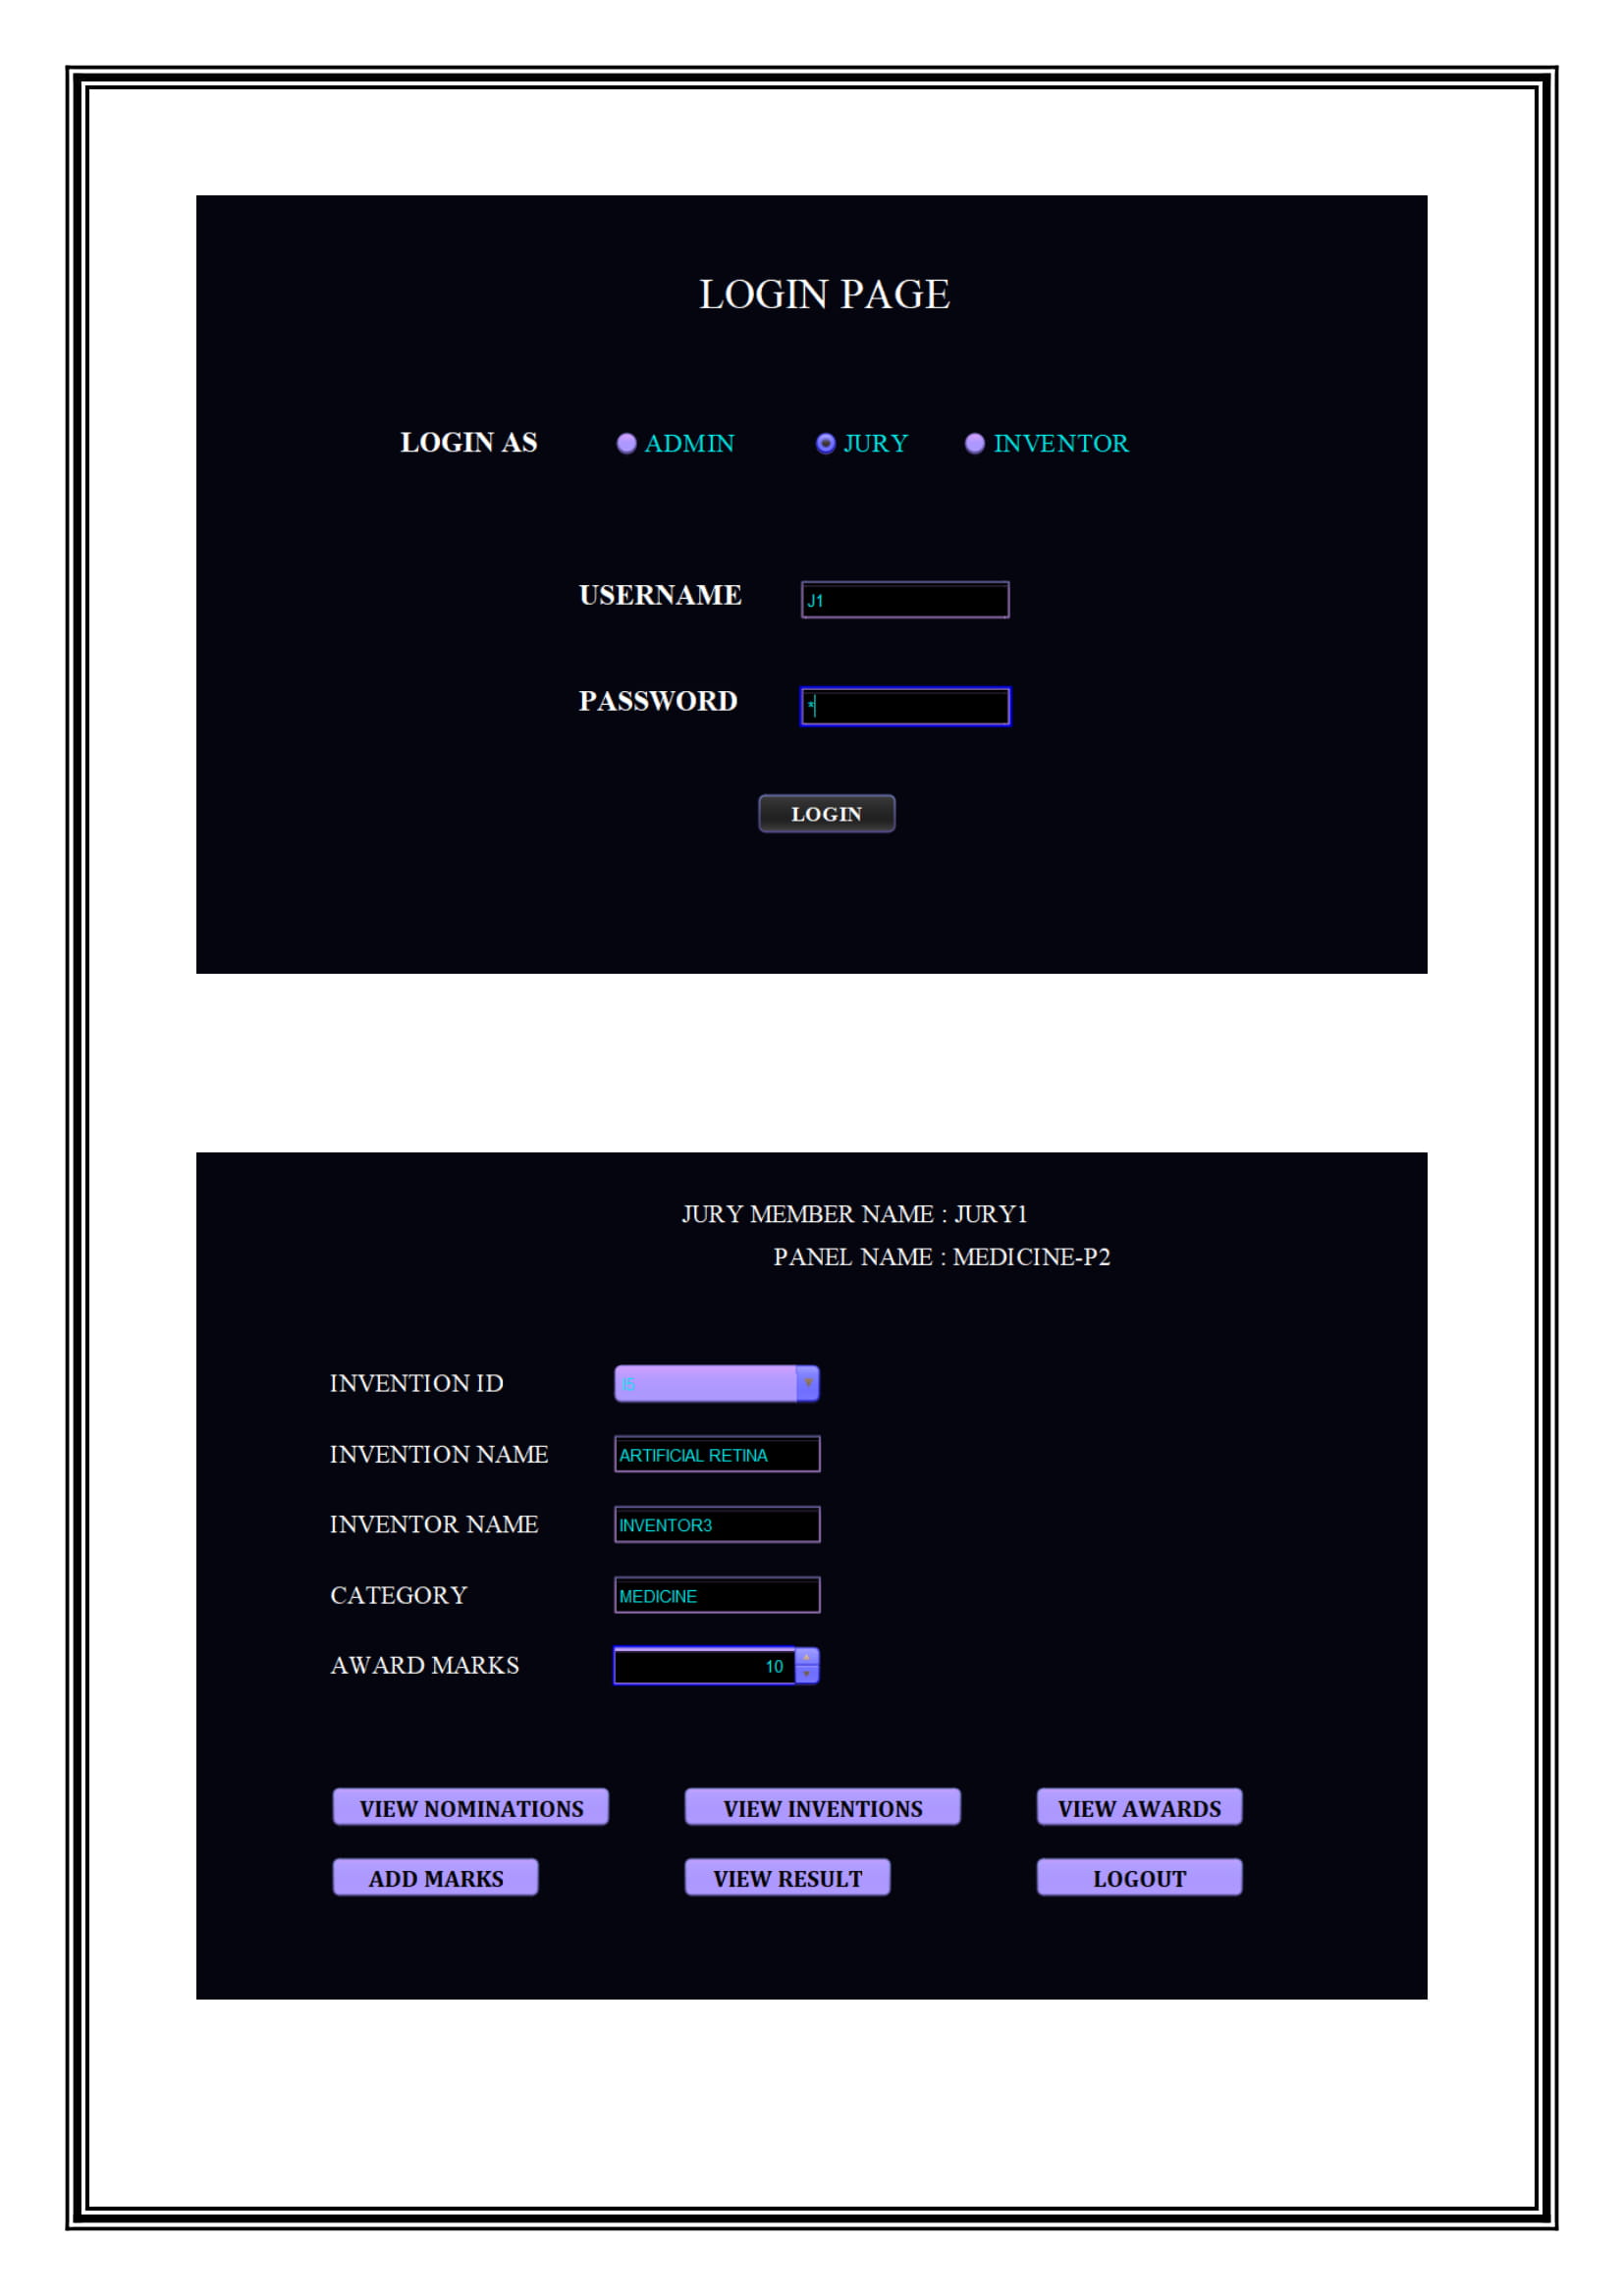 LOGIN PAGE
LOGIN AS ADMIN JURY INVENTOR
USERNAME J1
PASSWORD *
LOGIN
JURY MEMBER NAME : JURY1
PANEL NAME : MEDICINE-P2
INVENTION ID I5
INVENTION NAME ARTIFICIAL RETINA
INVENTOR NAME INVENTOR3
CATEGORY MEDICINE
AWARD MARKS 10
VIEW NOMINATIONS VIEW INVENTIONS VIEW AWARDS
ADD MARKS VIEW RESULT LOGOUT